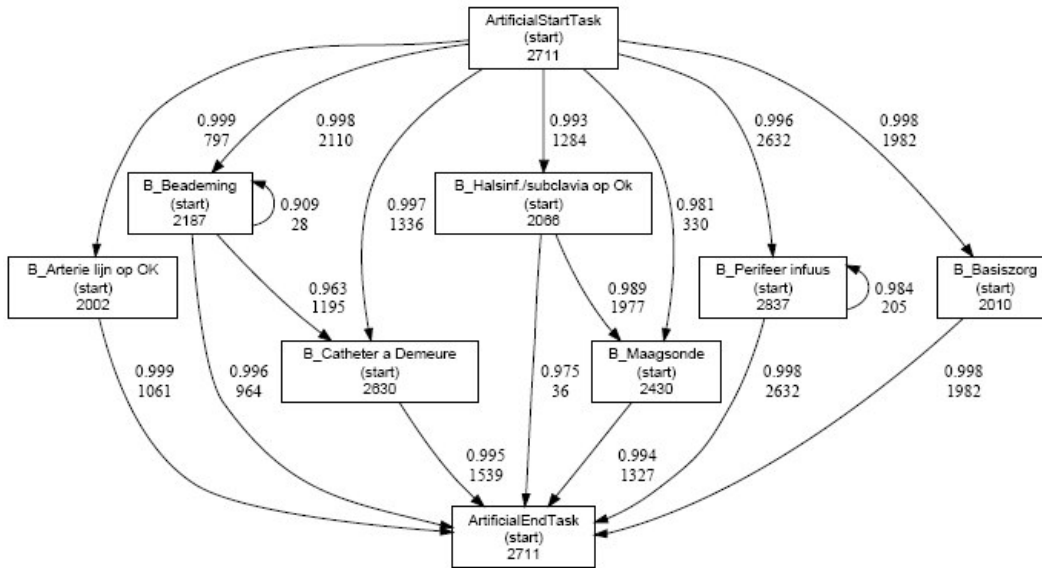 ArtificialStartTask
(start)
2711
0.999
797
0.998
2110
0.997
1336
0.993
1284
0.981
330
0.996
2632
0.998
1982
B_Beademing
(start)
2187
0.909
28
B_Halsinf./subclavia op Ok
(start)
2066
B_Arterie lijn op OK
(start)
2002
B_Perifeer infuus
(start)
2837
0.984
205
B_Basiszorg
(start)
2010
0.963
1195
0.989
1977
B_Catheter a Demeure
(start)
2630
B_Maagsonde
(start)
2430
0.999
1061
0.996
964
0.975
36
0.998
2632
0.998
1982
0.995
1539
0.994
1327
ArtificialEndTask
(start)
2711